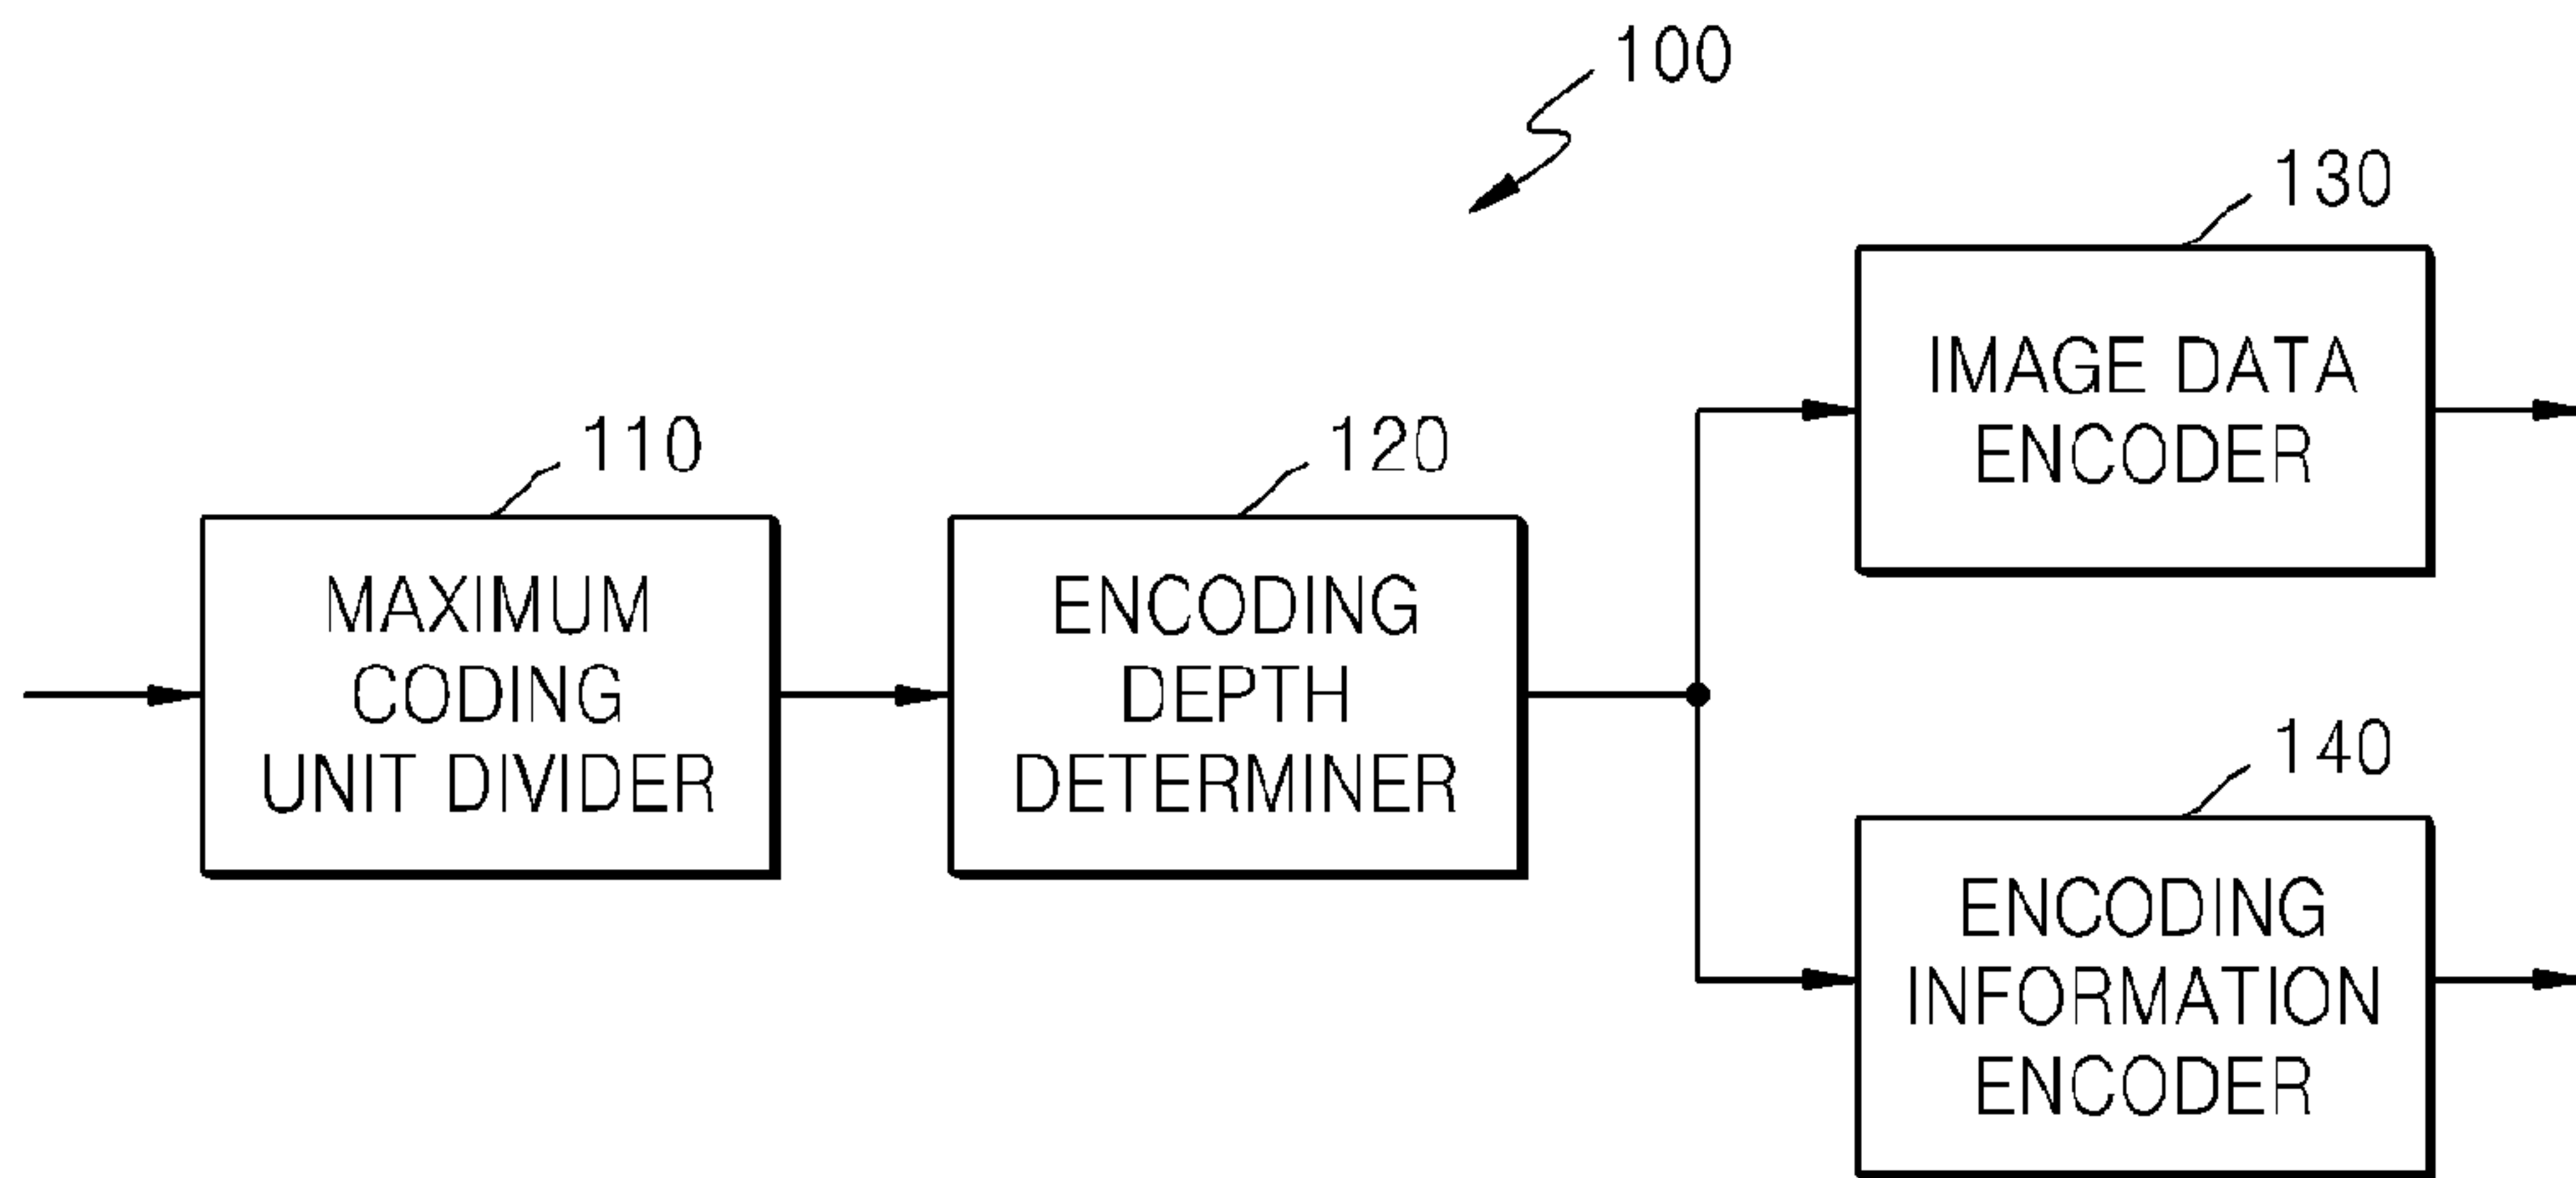 100
110
MAXIMUM
CODING
UNIT DIVIDER
120
ENCODING
DEPTH
DETERMINER
130
IMAGE DATA
ENCODER
140
ENCODING
INFORMATION
ENCODER